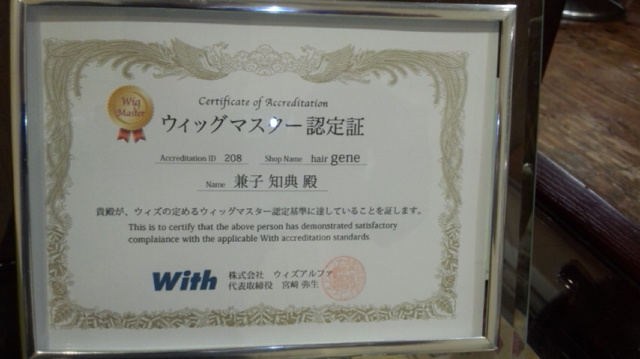 Wig
Master
Certificate of Accreditation
ウィッグマスター認定証
Accreditation ID 208 Shop Name hair gene
Name 兼子 知典 殿
貴殿が、ウィズの定めるウィッグマスター認定基準に達していることを証します。
This is to certify that the above person has demonstrated satisfactory
complaiance with the applicable With accreditation standards.
With
株式会社 ウィズアルファ
代表取締役 宮﨑 弥生